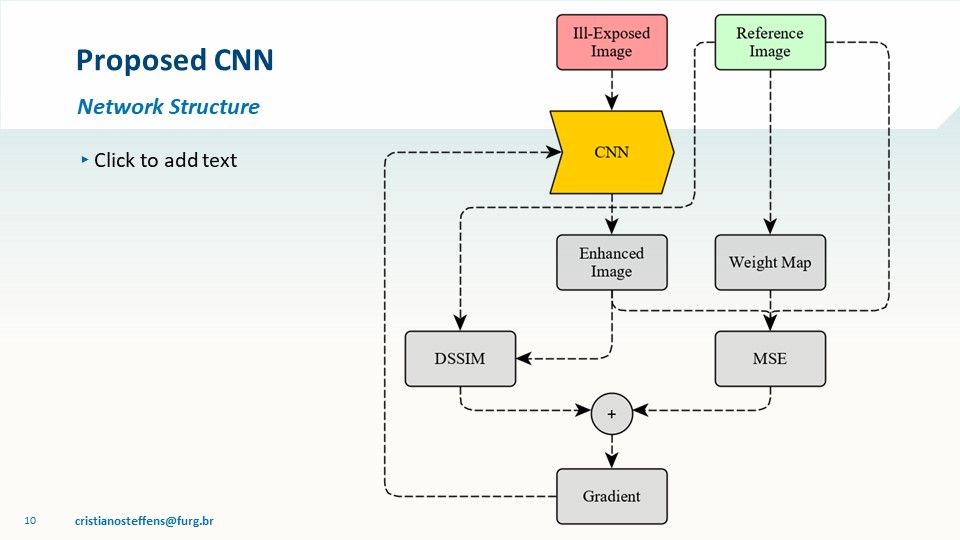 Proposed CNN
Network Structure
▸ Click to add text
Ill-Exposed
Image
Reference
Image
CNN
Enhanced
Image
Weight Map
DSSIM
MSE
+
Gradient
10
cristianosteffens@furg.br